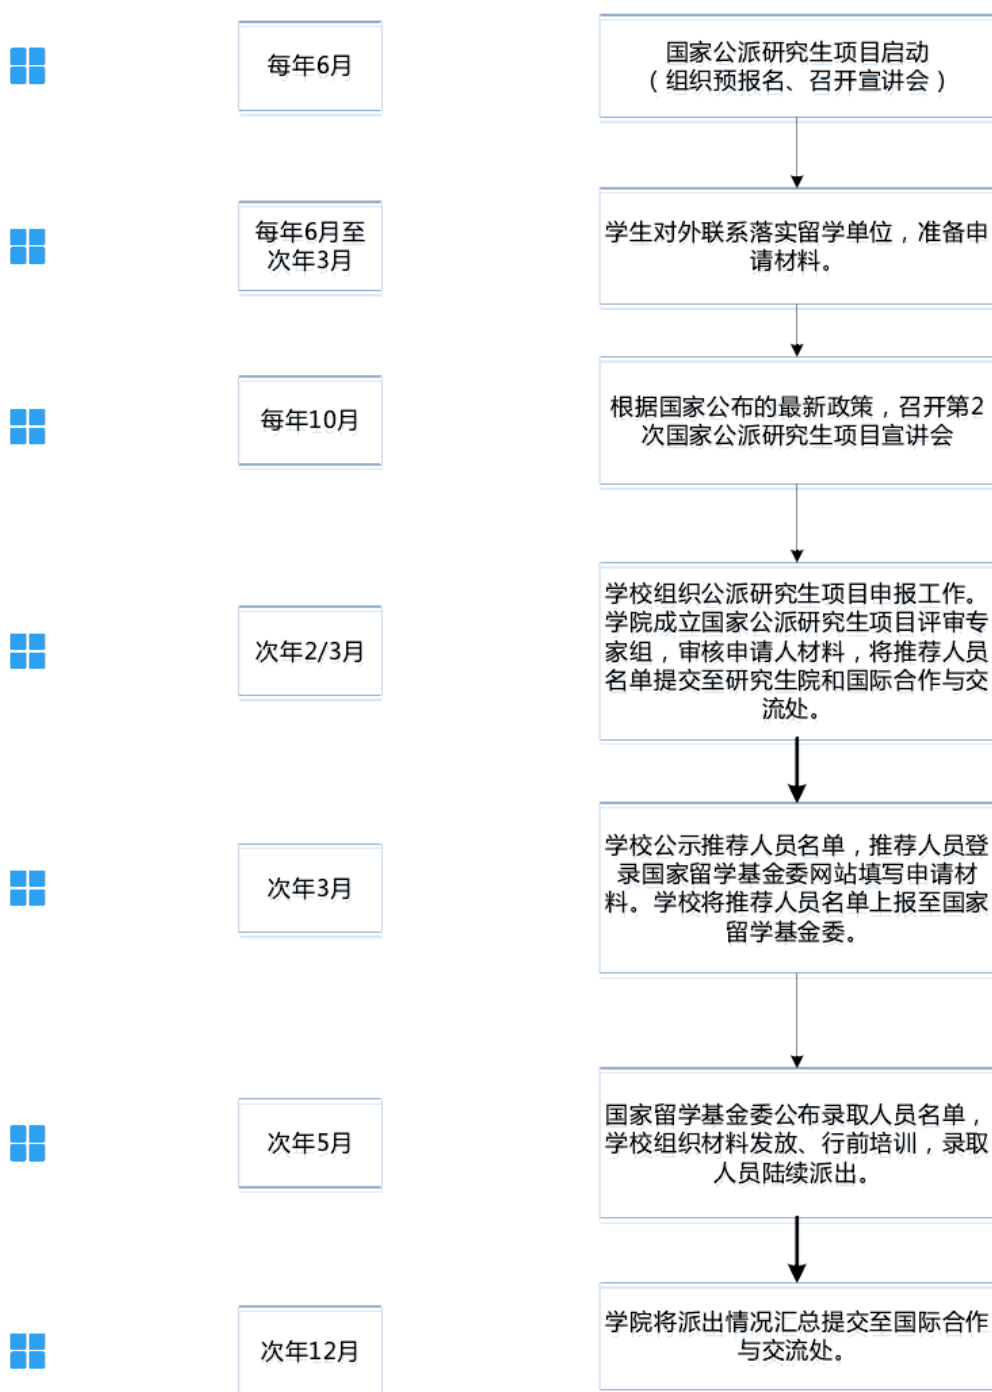 每年6月
国家公派研究生项目启动
（组织预报名、召开宣讲会）
每年6月至
次年3月
学生对外联系落实留学单位，准备申
请材料。
每年10月
根据国家公布的最新政策，召开第2
次国家公派研究生项目宣讲会
次年2/3月
学校组织公派研究生项目申报工作。
学院成立国家公派研究生项目评审专
家组，审核申请人材料，将推荐人员
名单提交至研究生院和国际合作与交
流处。
次年3月
学校公示推荐人员名单，推荐人员登
录国家留学基金委网站填写申请材
料。学校将推荐人员名单上报至国家
留学基金委。
次年5月
国家留学基金委公布录取人员名单，
学校组织材料发放、行前培训，录取
人员陆续派出。
次年12月
学院将派出情况汇总提交至国际合作
与交流处。